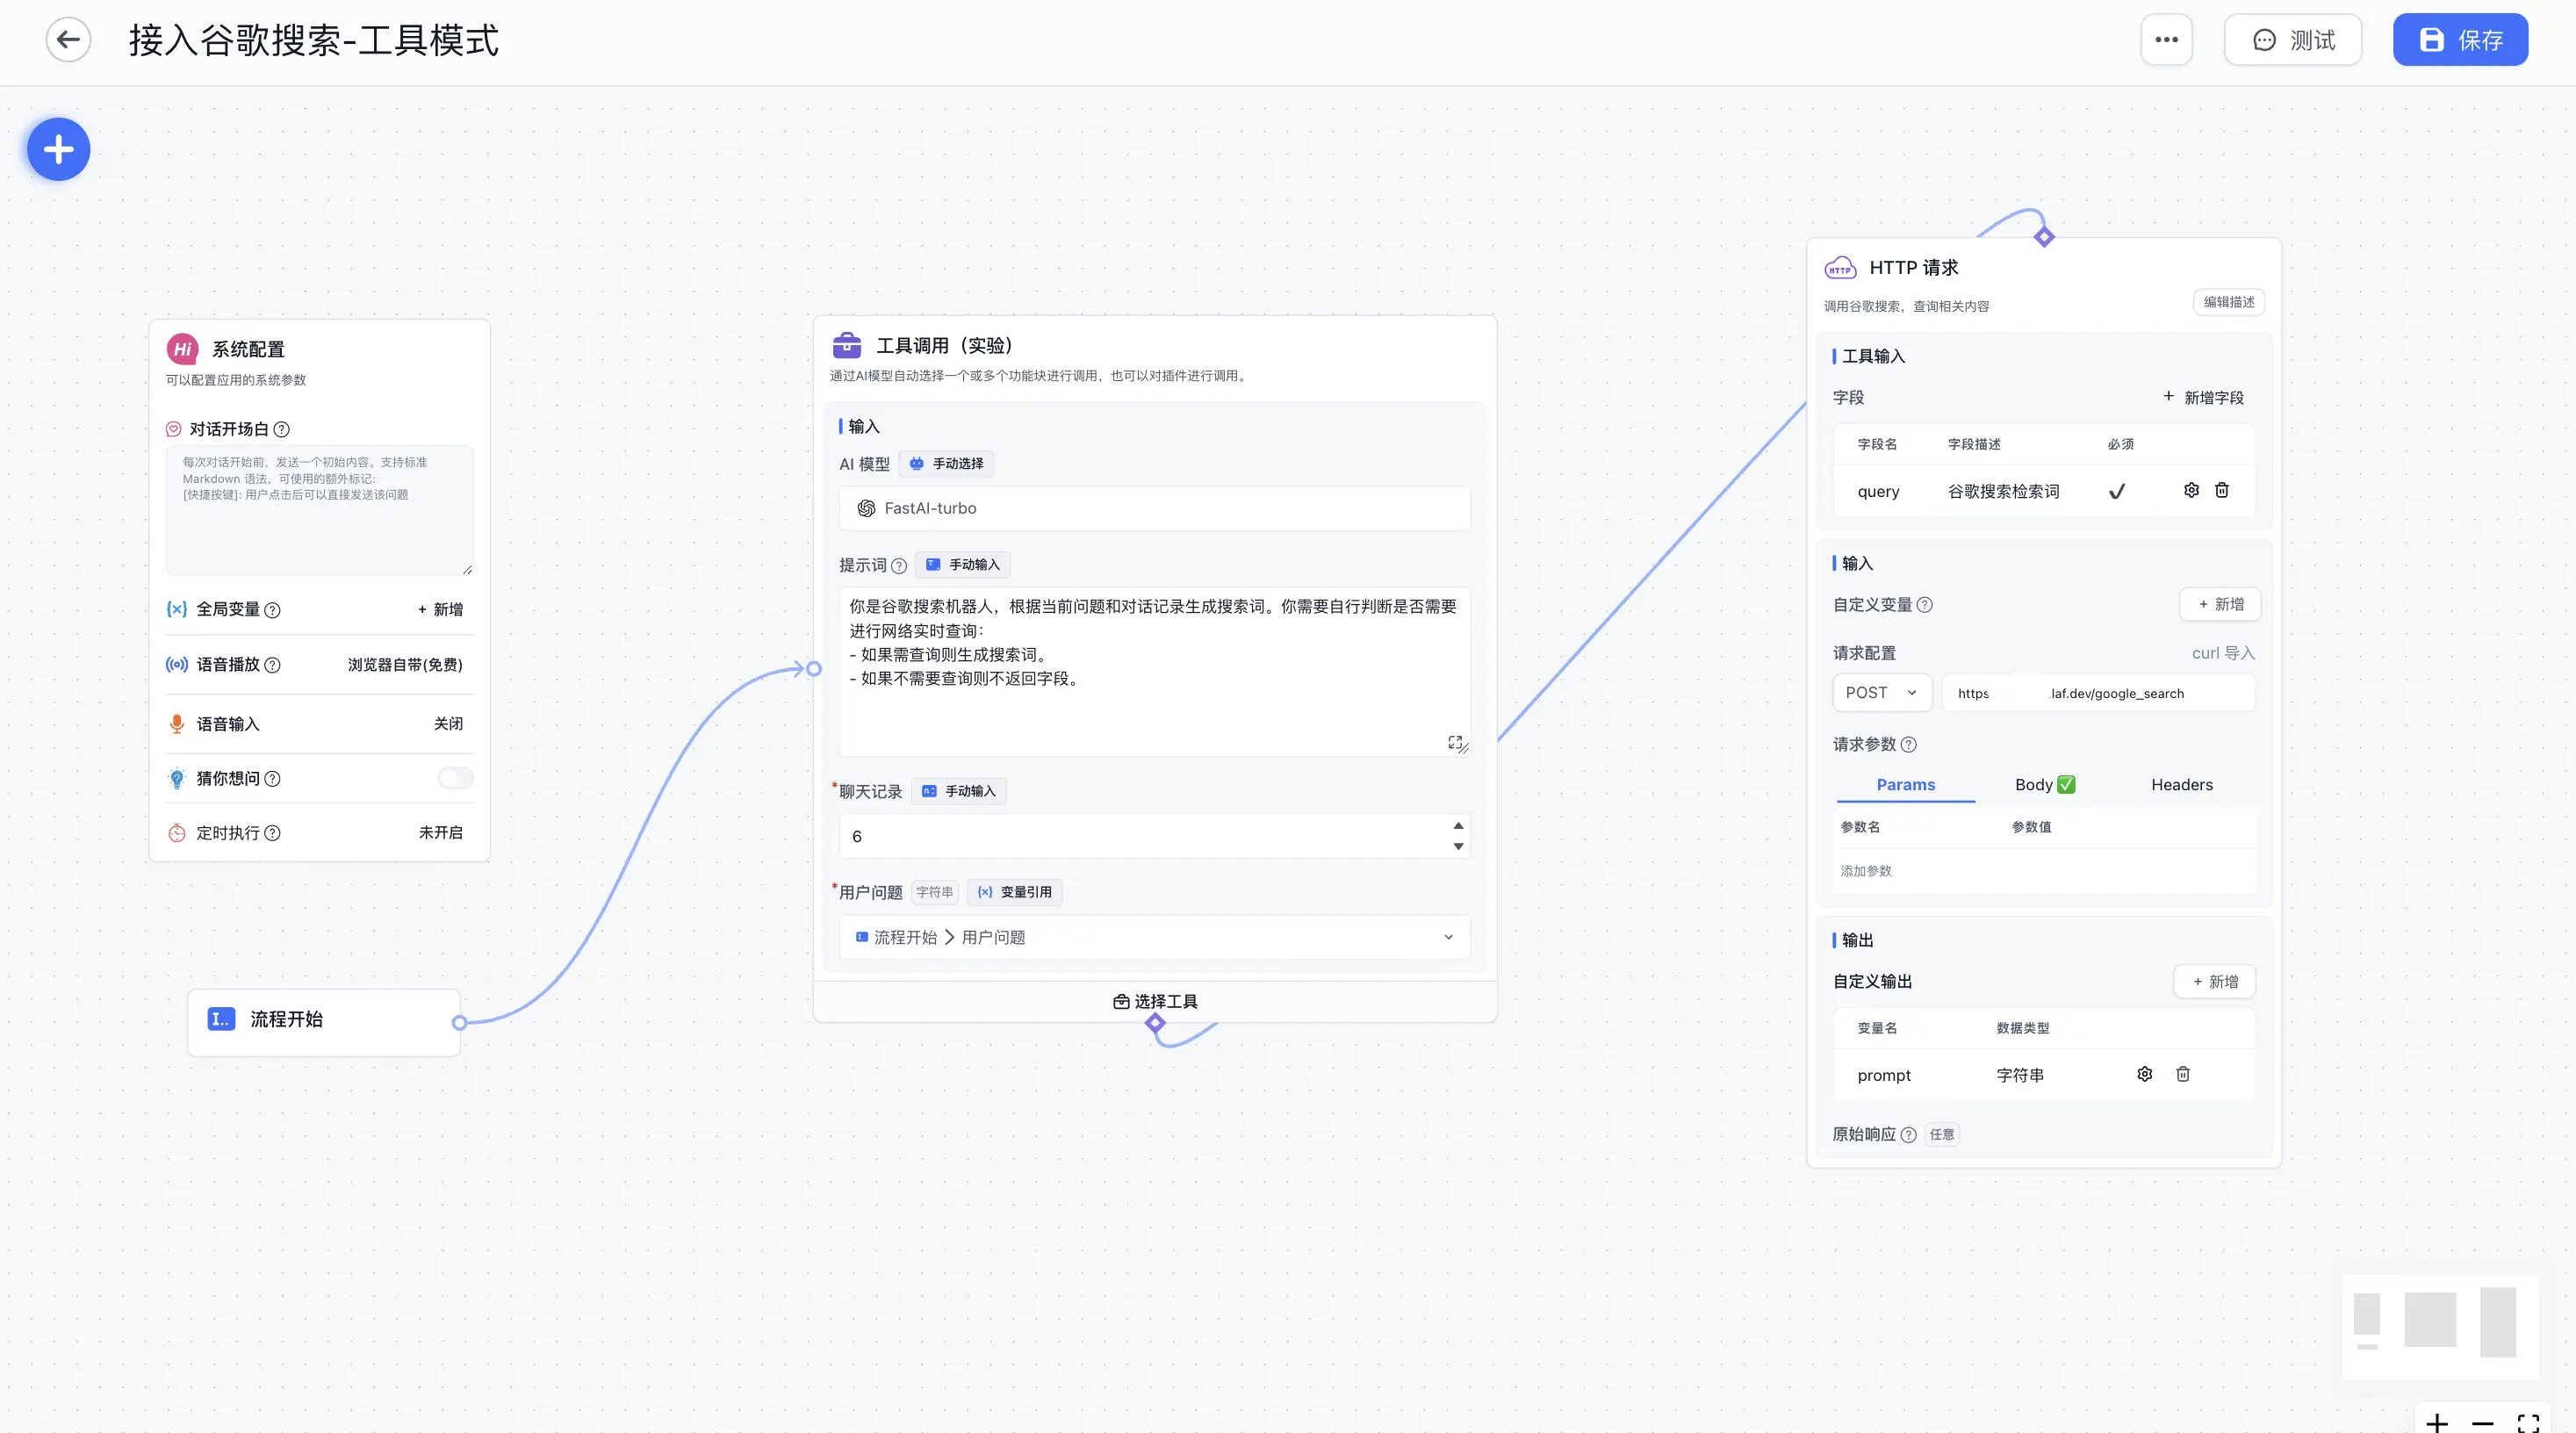 接入谷歌搜索-工具模式
测试
保存
Hi
系统配置
可以配置应用的系统参数
对话开场白
每次对话开始前，发送一个初始内容。支持标准
Markdown 语法，可使用的额外标记：
[快捷按键]: 用户点击后可以直接发送该问题
全局变量
+ 新增
语音播放
浏览器自带(免费)
语音输入
关闭
猜你想问
定时执行
未开启
流程开始
工具调用（实验）
通过AI模型自动选择一个或多个功能块进行调用，也可以对插件进行调用。
输入
AI 模型
手动选择
FastAI-turbo
提示词
手动输入
你是谷歌搜索机器人，根据当前问题和对话记录生成搜索词。你需要自行判断是否需要
进行网络实时查询：
- 如果需查询则生成搜索词。
- 如果不需要查询则不返回字段。
*聊天记录
手动输入
6
*用户问题
字符串
变量引用
流程开始 > 用户问题
选择工具
HTTP
HTTP 请求
调用谷歌搜索，查询相关内容
编辑描述
工具输入
字段
+ 新增字段
字段名
字段描述
必须
query
谷歌搜索检索词
输入
自定义变量
+ 新增
请求配置
curl 导入
POST
https
.laf.dev/google_search
请求参数
Params
Body ✅
Headers
参数名
参数值
添加参数
输出
自定义输出
+ 新增
变量名
数据类型
prompt
字符串
原始响应
任意